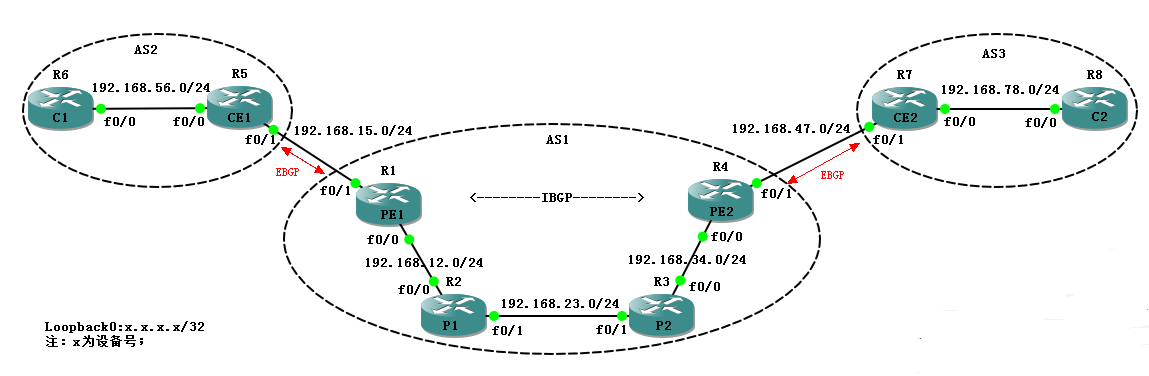 AS2
R6
192.168.56.0/24
R5
C1
f0/0
f0/0
CE1
f0/1
192.168.15.0/24
EBGP
f0/1
R1
PE1
f0/0
192.168.12.0/24
f0/0
R2
P1
f0/1
192.168.23.0/24
f0/1
AS1
<--------IBGP-------->
R3
P2
f0/0
192.168.34.0/24
f0/0
R4
PE2
f0/1
192.168.47.0/24
EBGP
f0/1
AS3
R7
CE2
192.168.78.0/24
f0/0
f0/0
R8
C2
Loopback0:x.x.x.x/32
注：x为设备号；